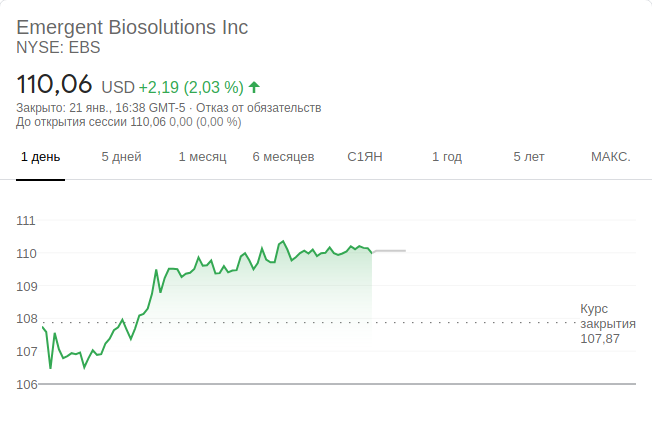 Emergent Biosolutions Inc
NYSE: EBS
110,06 USD +2,19 (2,03 %)
Закрыто: 21 янв., 16:38 GMT-5 · Отказ от обязательств
До открытия сессии 110,06 0,00 (0,00 %)
1 день 5 дней 1 месяц 6 месяцев С1ЯН 1 год 5 лет МАКС.
111
110
109
108
107
106
Курс
закрытия
107,87